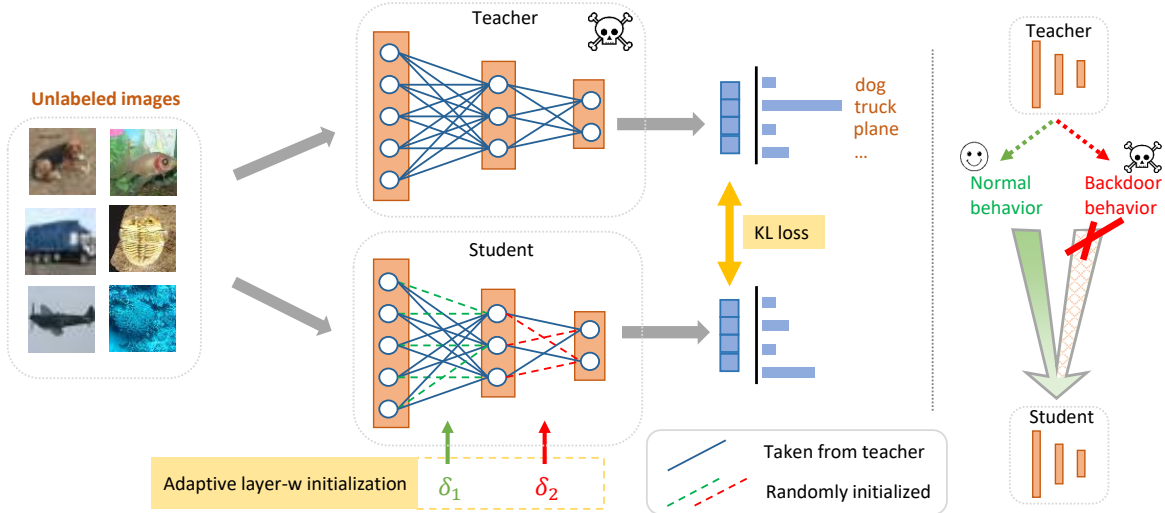 Teacher
Unlabeled images
dog
truck
plane
...
KL loss
Student
Adaptive layer-w initialization
δ₁
δ₂
Taken from teacher
Randomly initialized
Teacher
Normal
behavior
Backdoor
behavior
Student